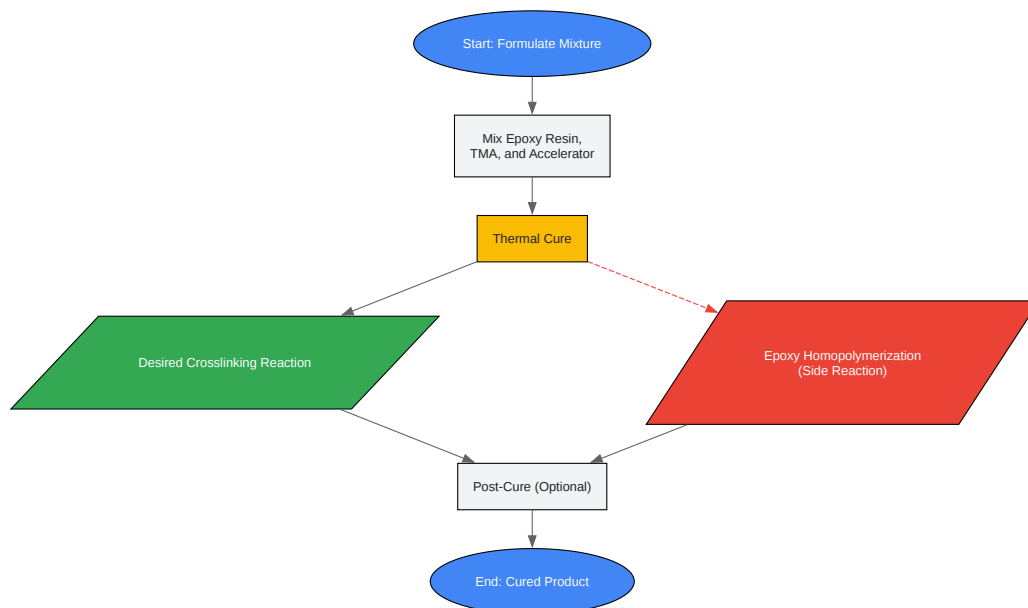 Start: Formulate Mixture
Mix Epoxy Resin,
TMA, and Accelerator
Thermal Cure
Desired Crosslinking Reaction
Epoxy Homopolymerization
(Side Reaction)
Post-Cure (Optional)
End: Cured Product